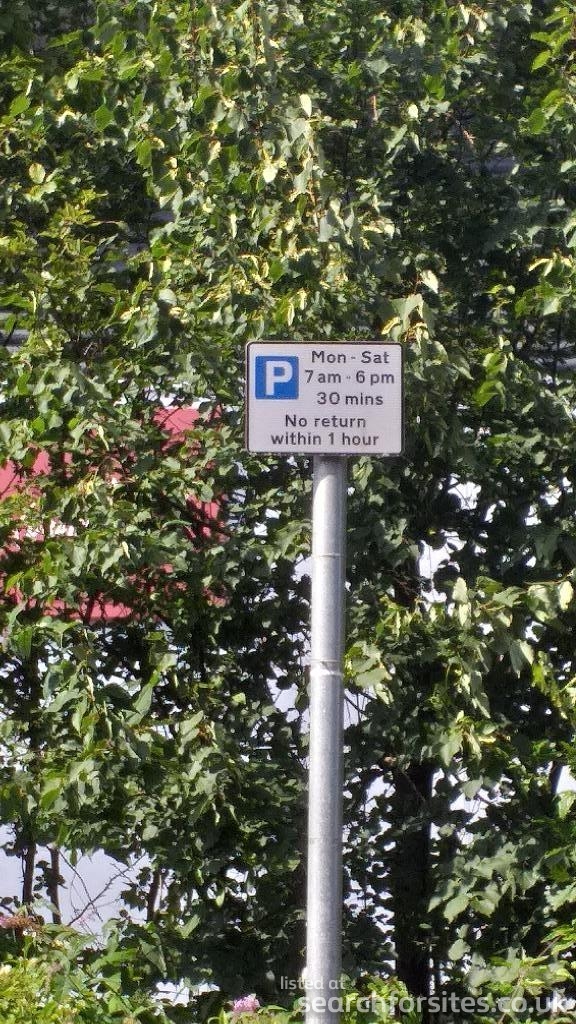 P
Mon - Sat
7 am - 6 pm
30 mins
No return
within 1 hour
listed at
searchforsites.co.uk